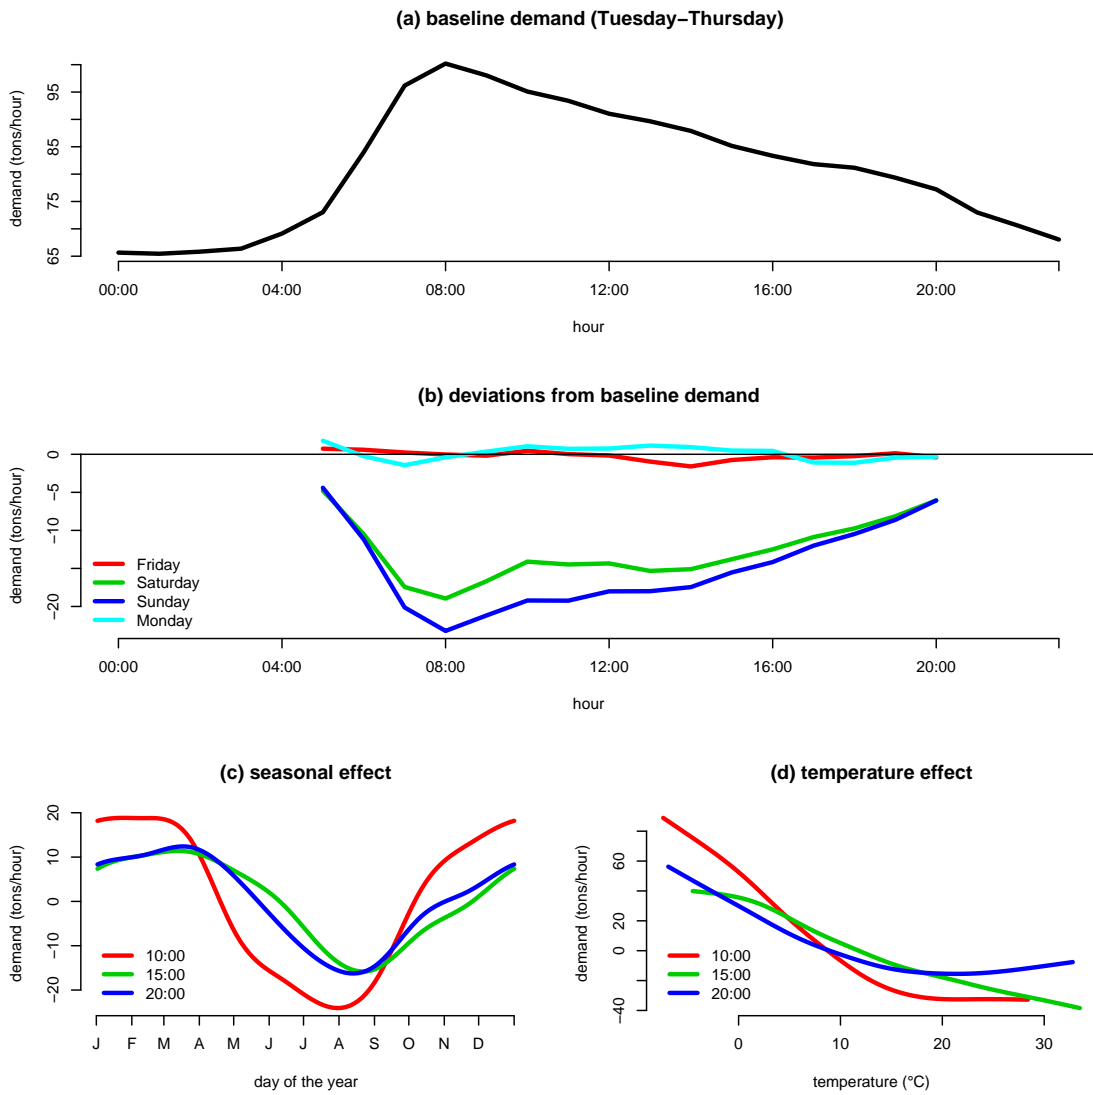 (a) baseline demand (Tuesday−Thursday)
demand (tons/hour)
95
85
75
65
00:00 04:00 08:00 12:00 16:00 20:00
hour
(b) deviations from baseline demand
demand (tons/hour)
0
−5
−10
−20
Friday
Saturday
Sunday
Monday
00:00 04:00 08:00 12:00 16:00 20:00
hour
(c) seasonal effect
demand (tons/hour)
20
10
0
−10
−20
10:00
15:00
20:00
J F M A M J J A S O N D
day of the year
(d) temperature effect
demand (tons/hour)
60
20
0
−40
10:00
15:00
20:00
0 10 20 30
temperature (°C)